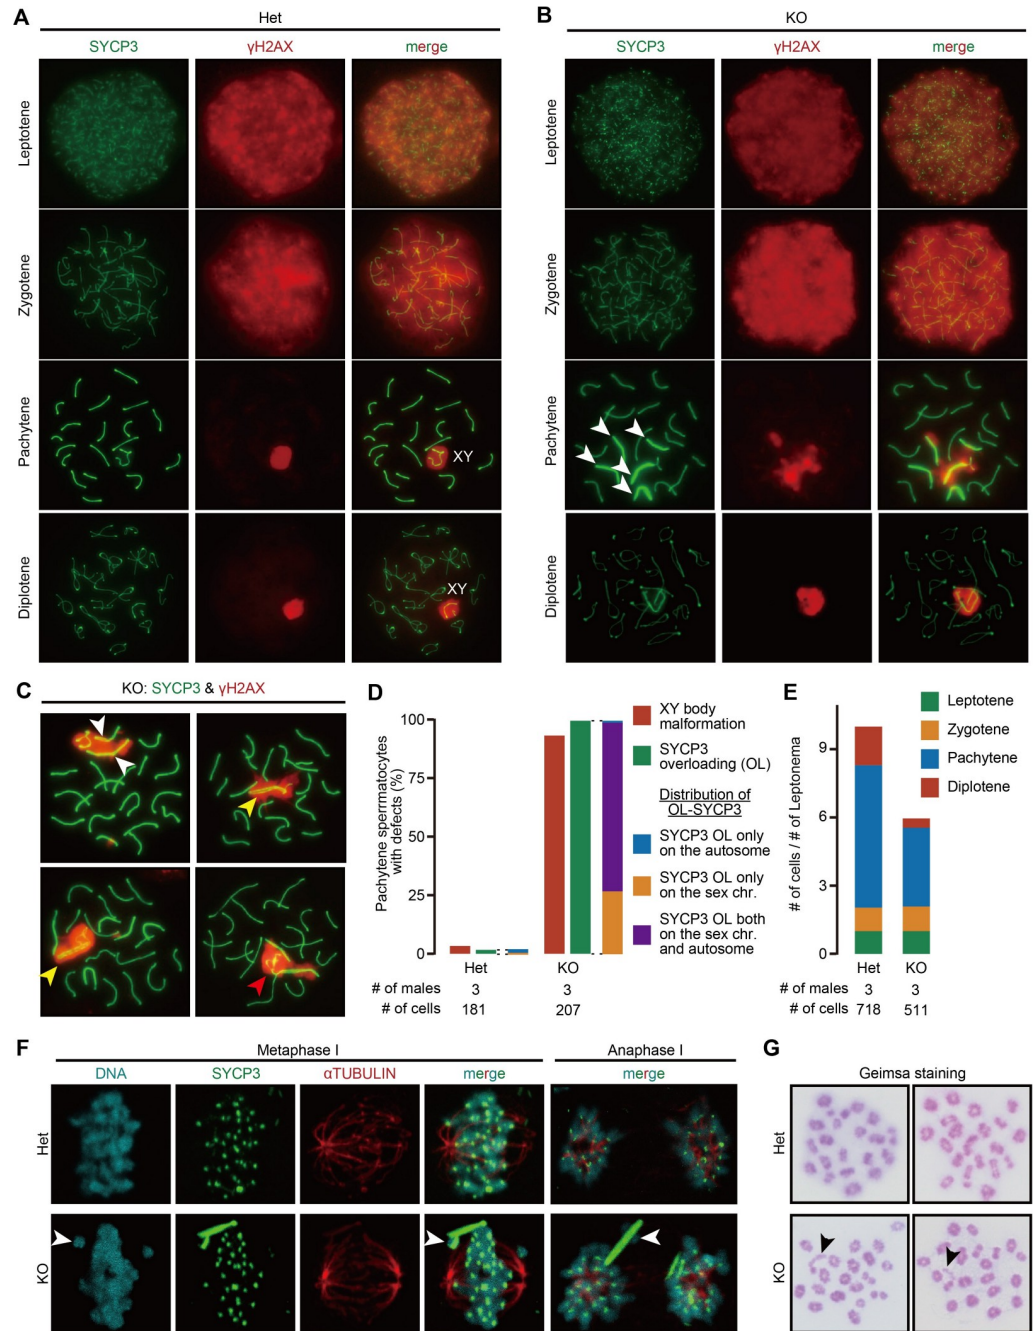 A
Het
SYCP3 γH2AX merge
Leptotene
Zygotene
Pachytene
XY
Diplotene
XY
B
KO
SYCP3 γH2AX merge
Leptotene
Zygotene
Pachytene
Diplotene
C
KO: SYCP3 & γH2AX
D
Pachytene sperrmatocytes
with defects (%)
100
75
50
25
0
Het KO
# of males 3 3
# of cells 181 207
XY body
malformation
SYCP3
overloading (OL)
Distribution of
OL-SYCP3
SYCP3 OL only
on the autosome
SYCP3 OL only
on the sex chr.
SYCP3 OL both
on the sex chr.
and autosome
E
# of cells / # of Leptonema
9
6
3
0
Het KO
# of males 3 3
# of cells 718 511
Leptotene
Zygotene
Pachytene
Diplotene
F
Metaphase I Anaphase I
DNA SYCP3 αTUBULIN merge merge
Het
KO
G
Geimsa staining
Het
KO